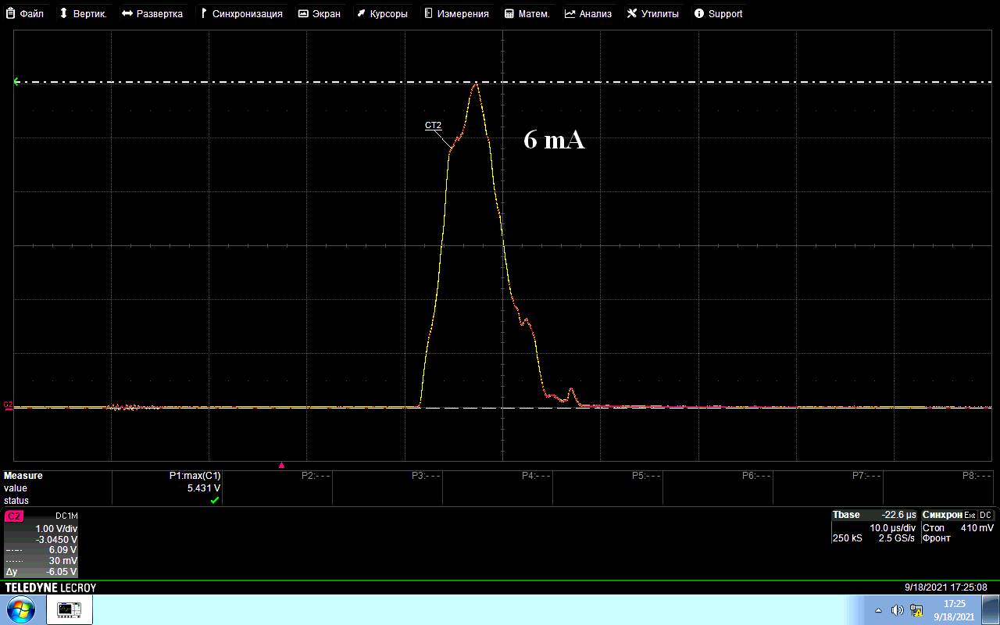 Файл Вертик. Развертка Синхронизация Экран Курсоры Измерения Матем. Анализ Утилиты Support
CT2
6 mA
C2
Measure P1:max(C1) P2:--- P3:--- P4:--- P5:--- P6:--- P7:--- P8:---
value 5.431 V
status
C2 DC1M
1.00 V/div
-3.0450 V
6.09 V
30 mV
Δy -6.05 V
Tbase -22.6 µs
10.0 µs/div
250 kS 2.5 GS/s
Синхрон Ext DC
Стоп 410 mV
Фронт
TELEDYNE LECROY
9/18/2021 17:25:08
17:25
9/18/2021